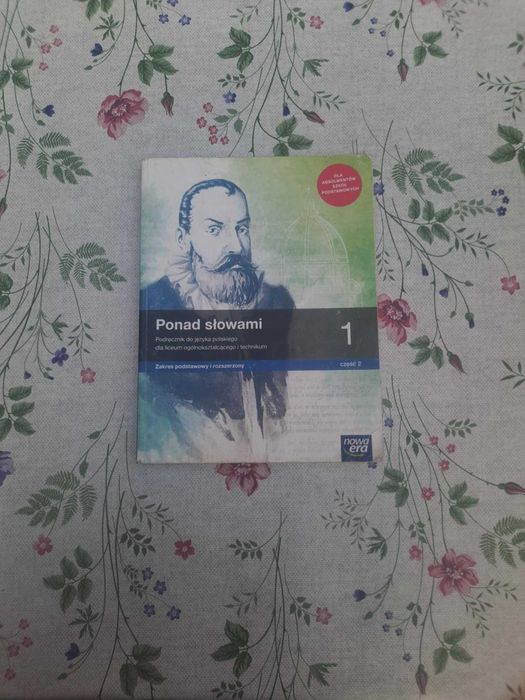 DLA
ABSOLWENTÓW
SZKÓŁ
PODSTAWOWYCH
Ponad słowami
1
Podręcznik do języka polskiego
dla liceum ogólnokształcącego i technikum
Zakres podstawowy i rozszerzony
część 2
nowa
era